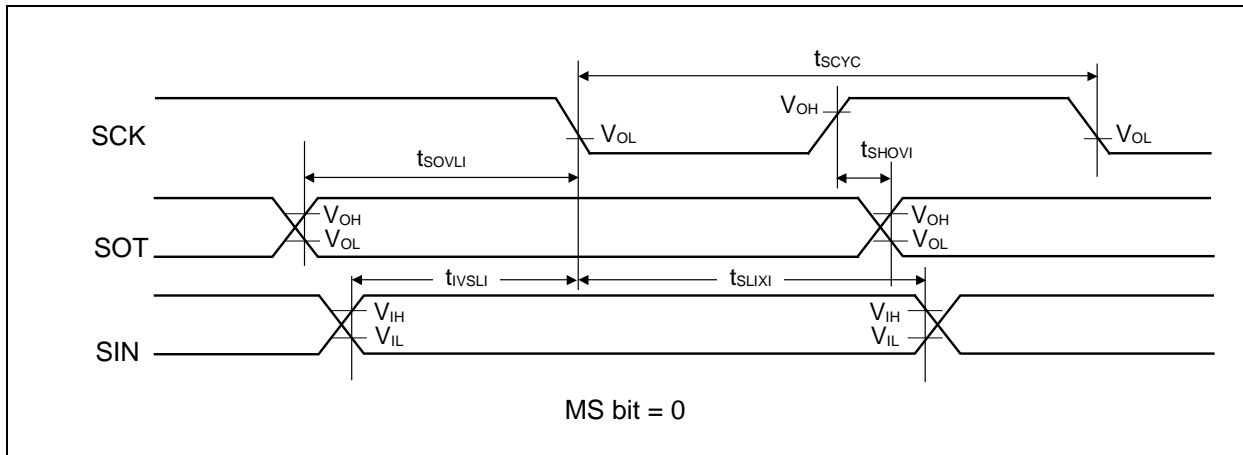 tSCYC
VOH
SCK
VOL
VOL
tSOVLI
tSHOVI
VOH
VOL
VOH
VOL
SOT
tIVSLI
tSLIXI
VIH
VIL
VIH
VIL
SIN
MS bit = 0